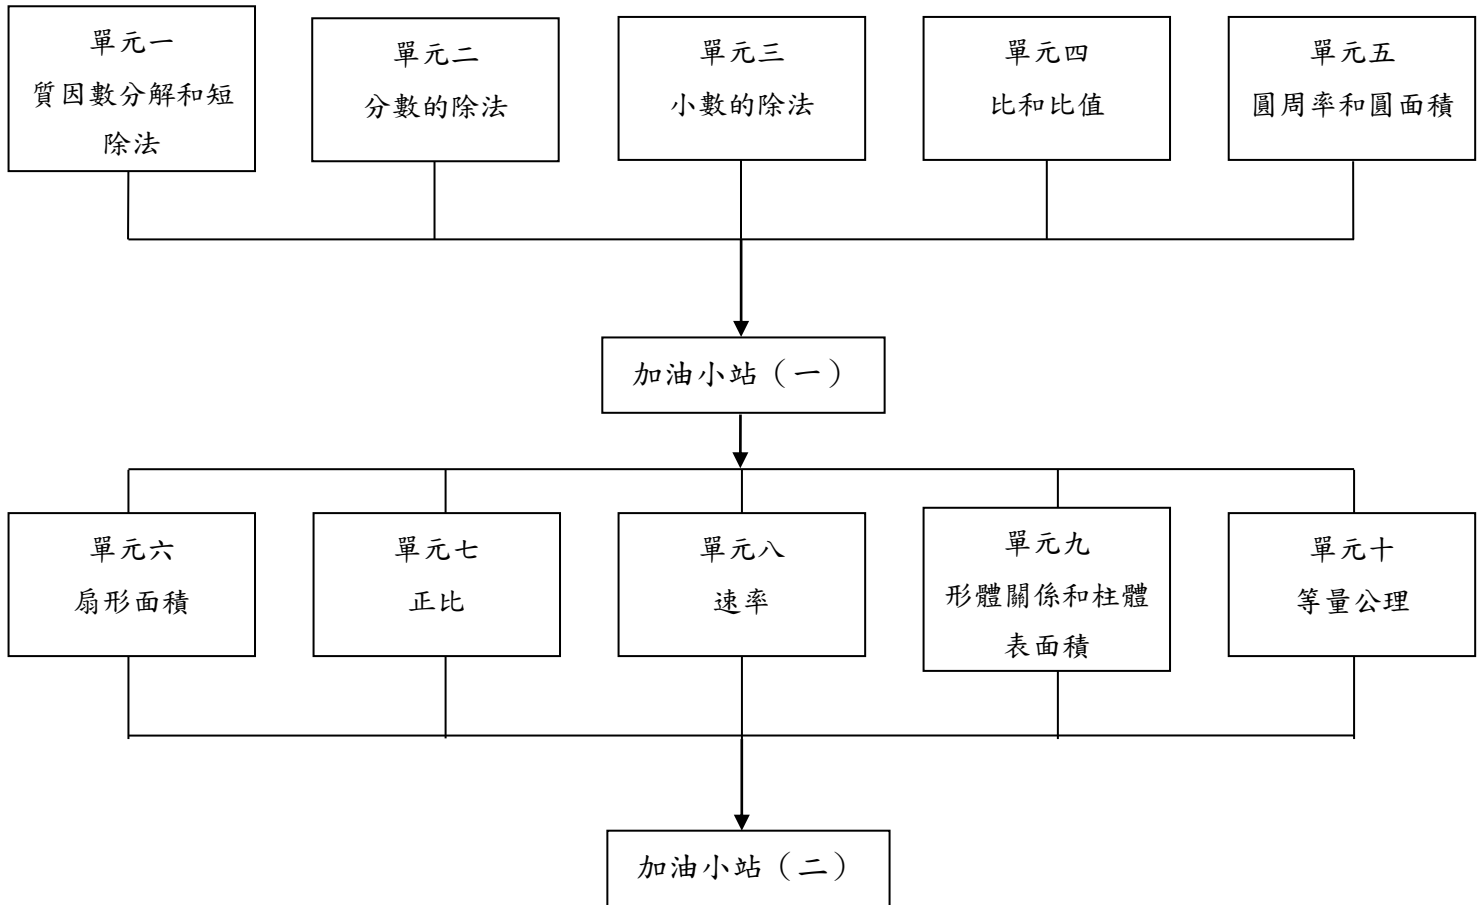 單元一
質因數分解和短
除法
單元二
分數的除法
單元三
小數的除法
單元四
比和比值
單元五
圓周率和圓面積
加油小站（一）
單元六
扇形面積
單元七
正比
單元八
速率
單元九
形體關係和柱體
表面積
單元十
等量公理
加油小站（二）